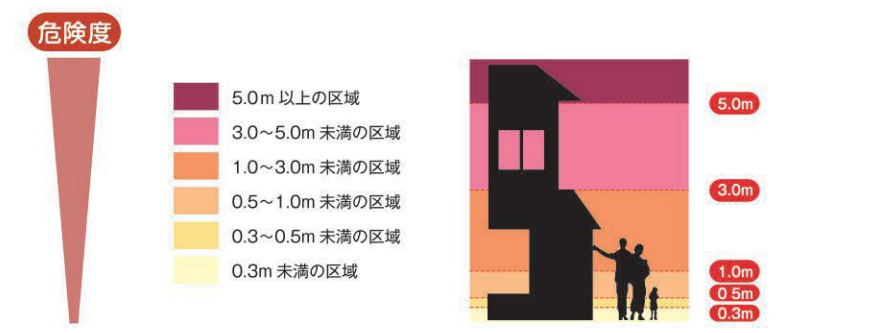 危険度
5.0m 以上の区域
3.0～5.0m 未満の区域
1.0～3.0m 未満の区域
0.5～1.0m 未満の区域
0.3～0.5m 未満の区域
0.3m 未満の区域
5.0m
3.0m
1.0m
0 5m
0.3m